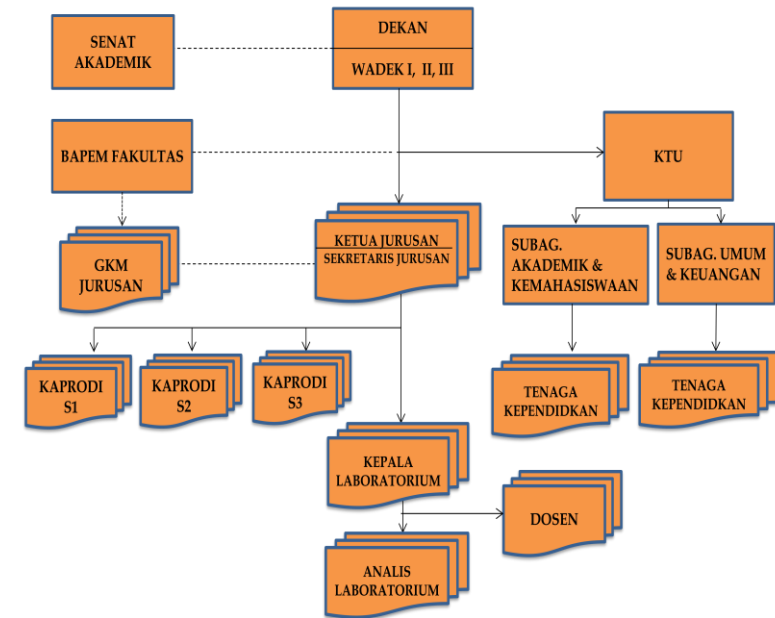 SENAT
AKADEMIK
DEKAN
WADEK I, II, III
BAPEM FAKULTAS
KTU
GKM
JURUSAN
KETUA JURUSAN
SEKRETARIS JURUSAN
SUBAG.
AKADEMIK &
KEMAHASISWAAN
SUBAG. UMUM
& KEUANGAN
KAPRODI
S1
KAPRODI
S2
KAPRODI
S3
TENAGA
KEPENDIDKAN
TENAGA
KEPENDIDKAN
KEPALA
LABORATORIUM
DOSEN
ANALIS
LABORATORIUM